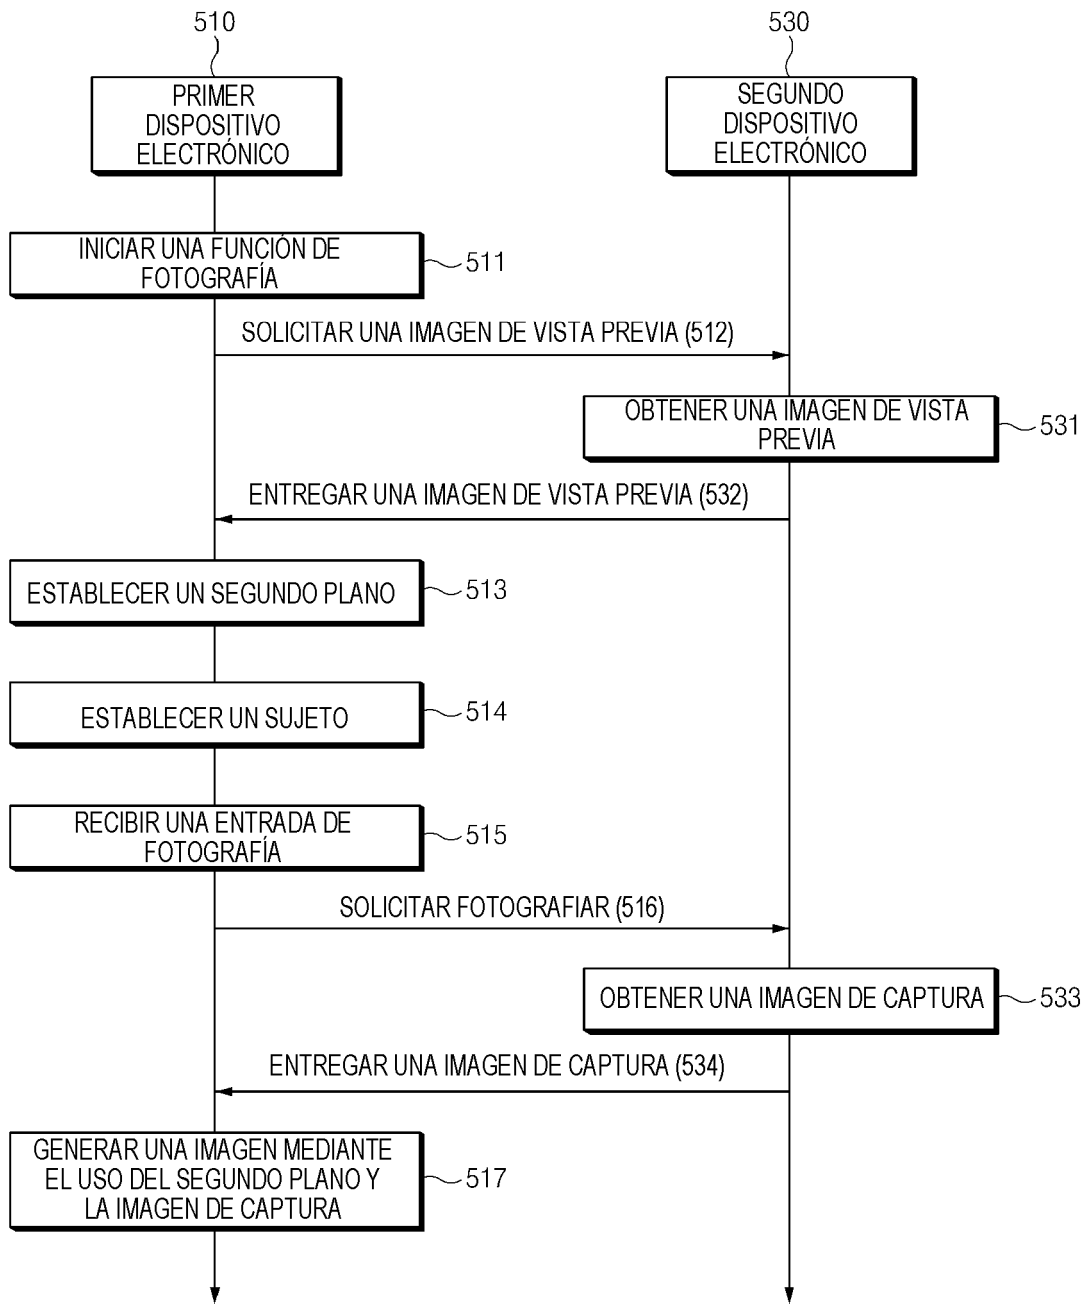 510
530
PRIMER
DISPOSITIVO
ELECTRÓNICO
SEGUNDO
DISPOSITIVO
ELECTRÓNICO
INICIAR UNA FUNCIÓN DE
FOTOGRAFÍA
511
SOLICITAR UNA IMAGEN DE VISTA PREVIA (512)
OBTENER UNA IMAGEN DE VISTA
PREVIA
531
ENTREGAR UNA IMAGEN DE VISTA PREVIA (532)
ESTABLECER UN SEGUNDO PLANO
513
ESTABLECER UN SUJETO
514
RECIBIR UNA ENTRADA DE
FOTOGRAFÍA
515
SOLICITAR FOTOGRAFIAR (516)
OBTENER UNA IMAGEN DE CAPTURA
533
ENTREGAR UNA IMAGEN DE CAPTURA (534)
GENERAR UNA IMAGEN MEDIANTE
EL USO DEL SEGUNDO PLANO Y
LA IMAGEN DE CAPTURA
517